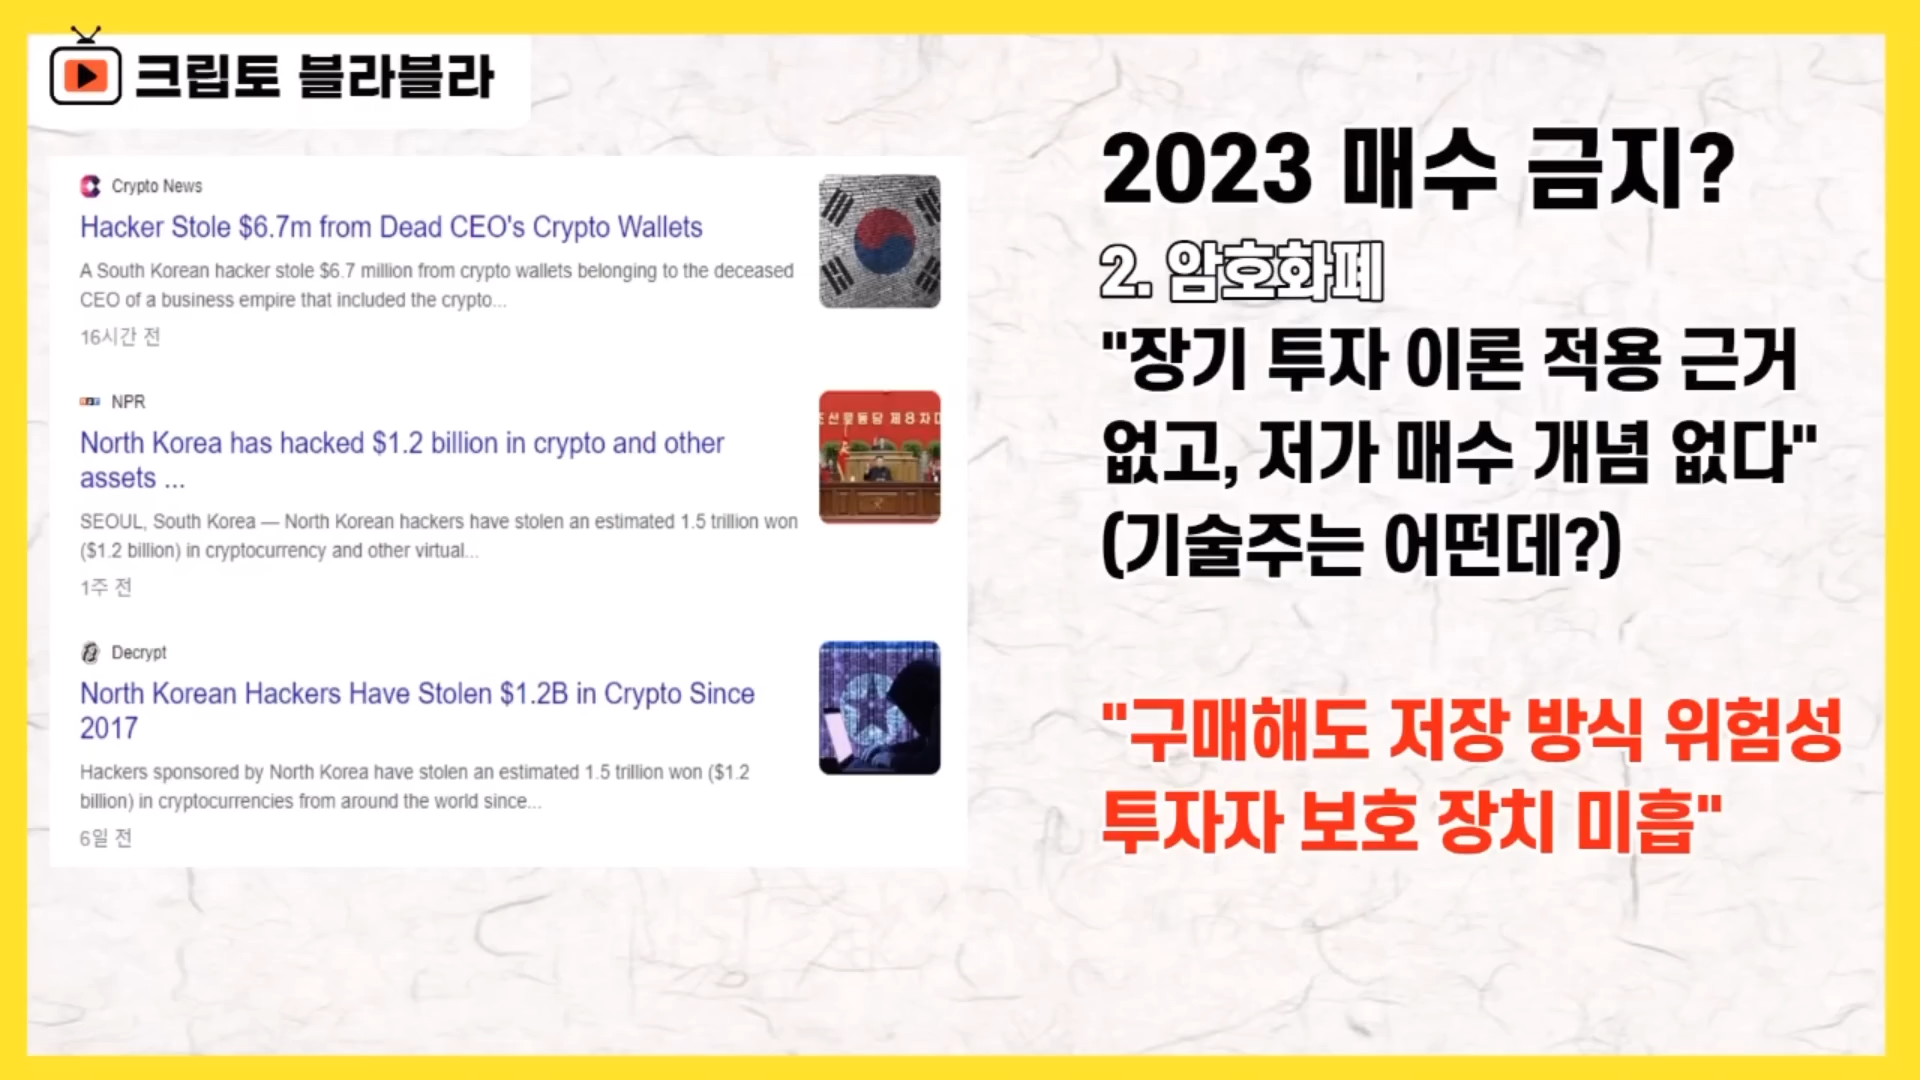 크립토 블라블라
Crypto News
Hacker Stole $6.7m from Dead CEO's Crypto Wallets
A South Korean hacker stole $6.7 million from crypto wallets belonging to the deceased
CEO of a business empire that included the crypto...
16시간 전
NPR
North Korea has hacked $1.2 billion in crypto and other
assets ...
SEOUL, South Korea — North Korean hackers have stolen an estimated 1.5 trillion won
($1.2 billion) in cryptocurrency and other virtual...
1주 전
선로동당 제8차대
Decrypt
North Korean Hackers Have Stolen $1.2B in Crypto Since
2017
Hackers sponsored by North Korea have stolen an estimated 1.5 trillion won ($1.2
billion) in cryptocurrencies from around the world since...
6일 전
2023 매수 금지?
2. 암호화폐
"장기 투자 이론 적용 근거
없고, 저가 매수 개념 없다"
(기술주는 어떤데?)
"구매해도 저장 방식 위험성
투자자 보호 장치 미흡"